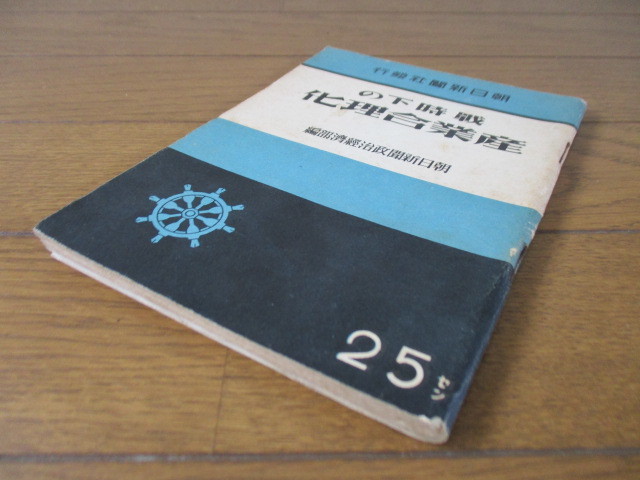 朝日新聞社發行
戰時下の
產業合理化
朝日新聞政治經濟部編
25セン